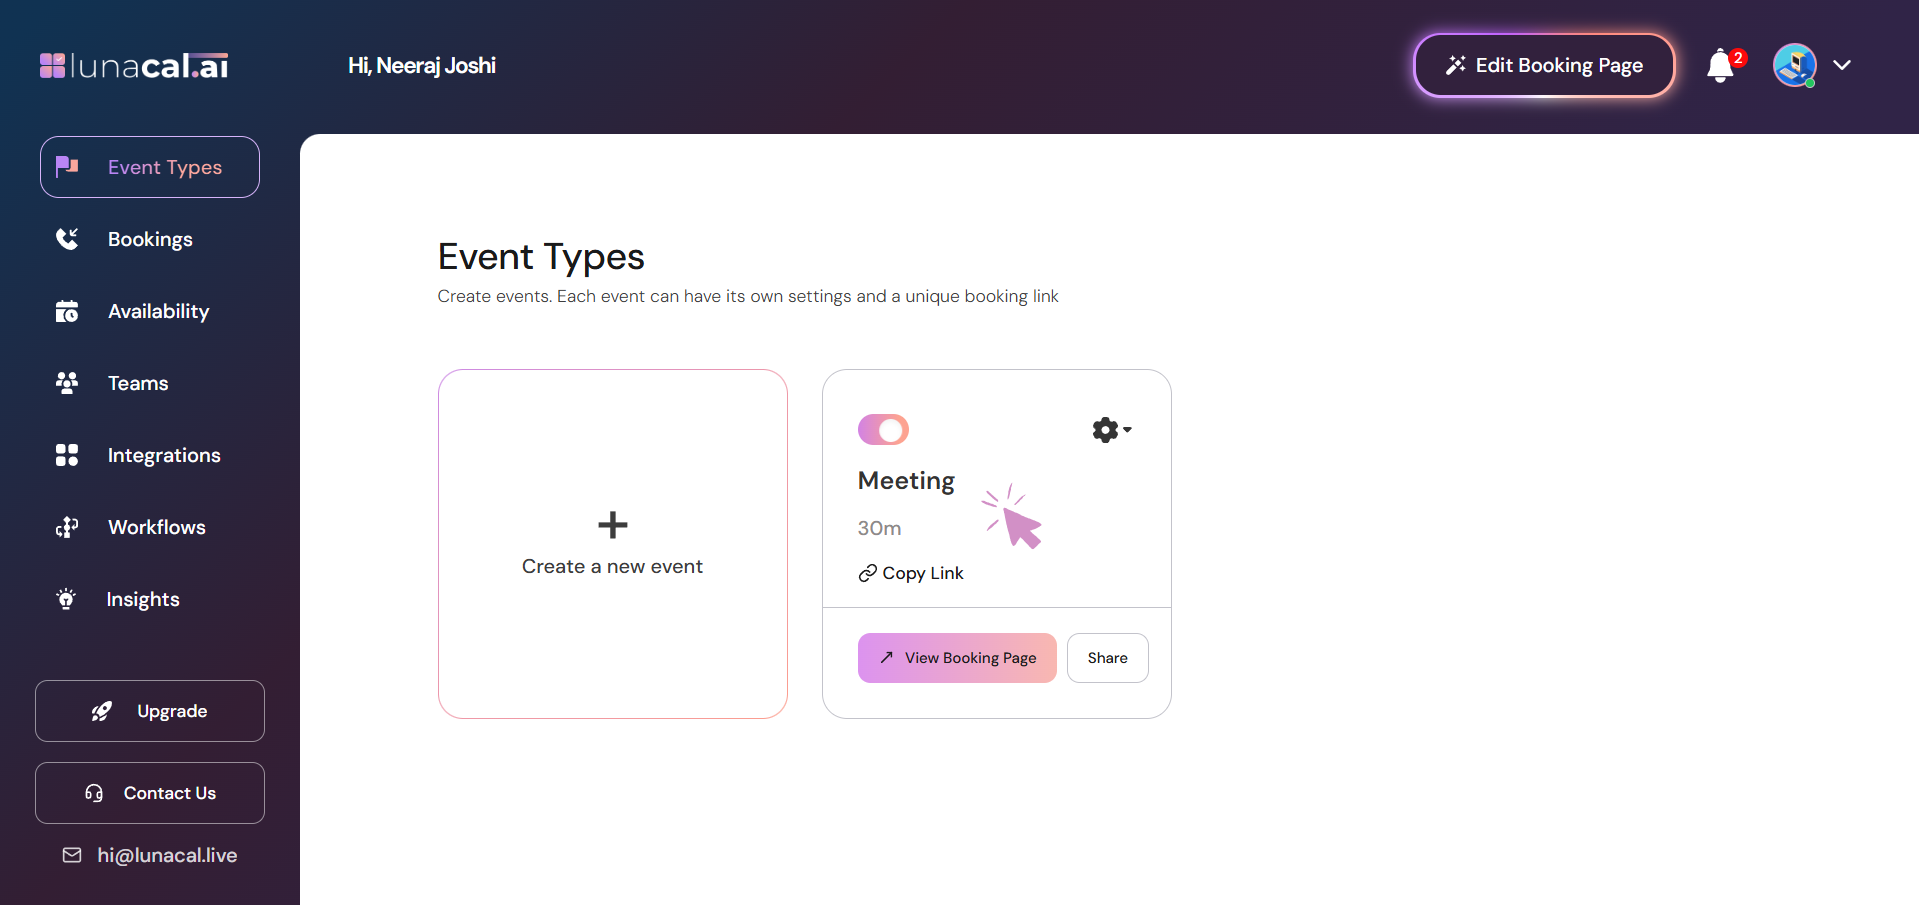 lunacal.ai
Hi, Neeraj Joshi
Edit Booking Page
2
Event Types
Bookings
Availability
Teams
Integrations
Workflows
Insights
Upgrade
Contact Us
hi@lunacal.live
Event Types
Create events. Each event can have its own settings and a unique booking link
Create a new event
Meeting
30m
Copy Link
View Booking Page
Share